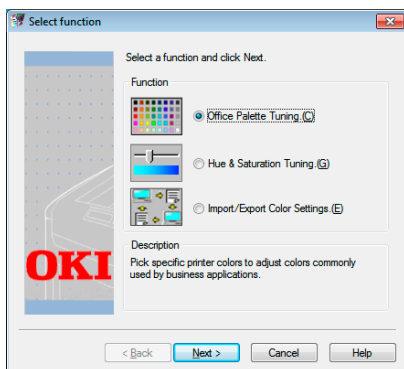 Select function
Select a function and click Next.
Function
Office Palette Tuning.(C)
Hue & Saturation Tuning.(G)
Import/Export Color Settings.(E)
Description
Pick specific printer colors to adjust colors commonly
used by business applications.
OKI
< Back Next > Cancel Help